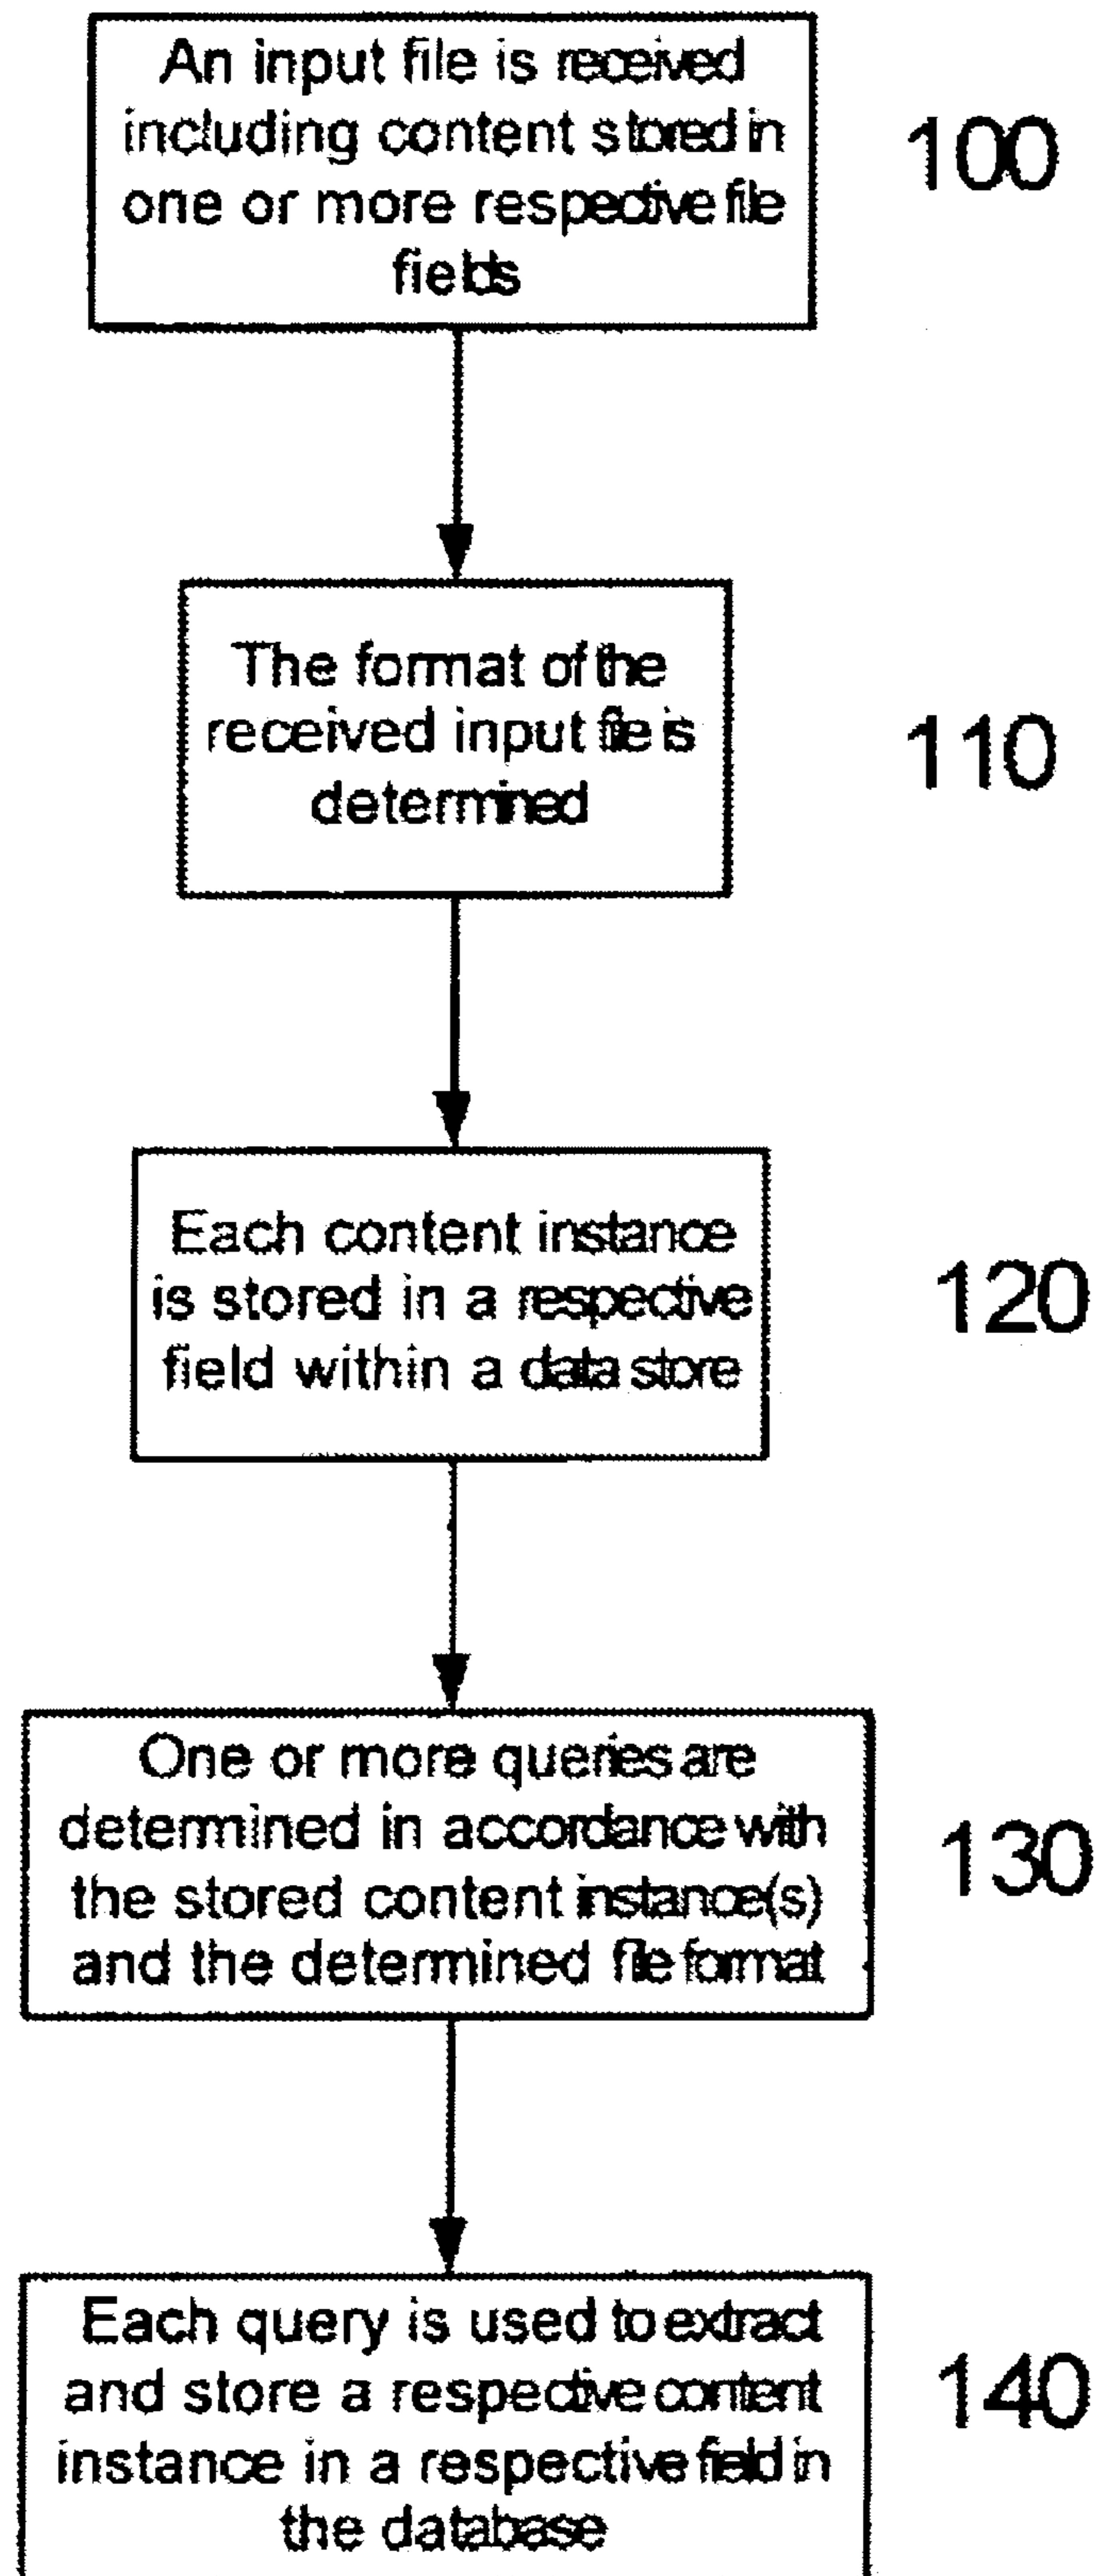 An input file is received
including content stored in
one or more respective file
fields
100
The format of the
received input file is
determined
110
Each content instance
is stored in a respective
field within a data store
120
One or more queries are
determined in accordance with
the stored content instance(s)
and the determined file format
130
Each query is used to extract
and store a respective content
instance in a respective field in
the database
140